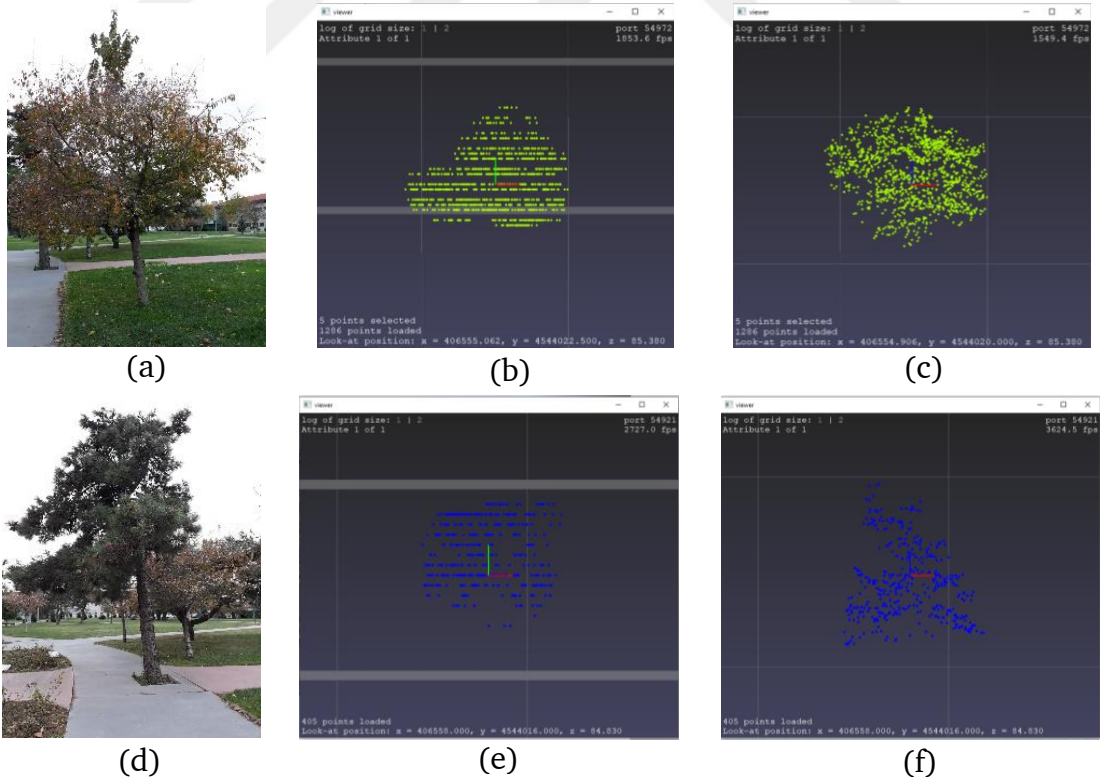 viewer
log of grid size: 1 | 2
port 54972
Attribute 1 of 1
1853.6 fps
5 points selected
1286 points loaded
Look-at position: x = 406555.062, y = 4544022.500, z = 85.380
viewer
log of grid size: 1 | 2
port 54972
Attribute 1 of 1
1549.4 fps
5 points selected
1286 points loaded
Look-at position: x = 406554.906, y = 4544020.000, z = 85.380
(a)
(b)
(c)
viewer
log of grid size: 1 | 2
port 54921
Attribute 1 of 1
2727.0 fps
405 points loaded
Look-at position: x = 406558.000, y = 4544016.000, z = 84.830
viewer
log of grid size: 1 | 2
port 54921
Attribute 1 of 1
3624.5 fps
405 points loaded
Look-at position: x = 406558.000, y = 4544016.000, z = 84.830
(d)
(e)
(f)